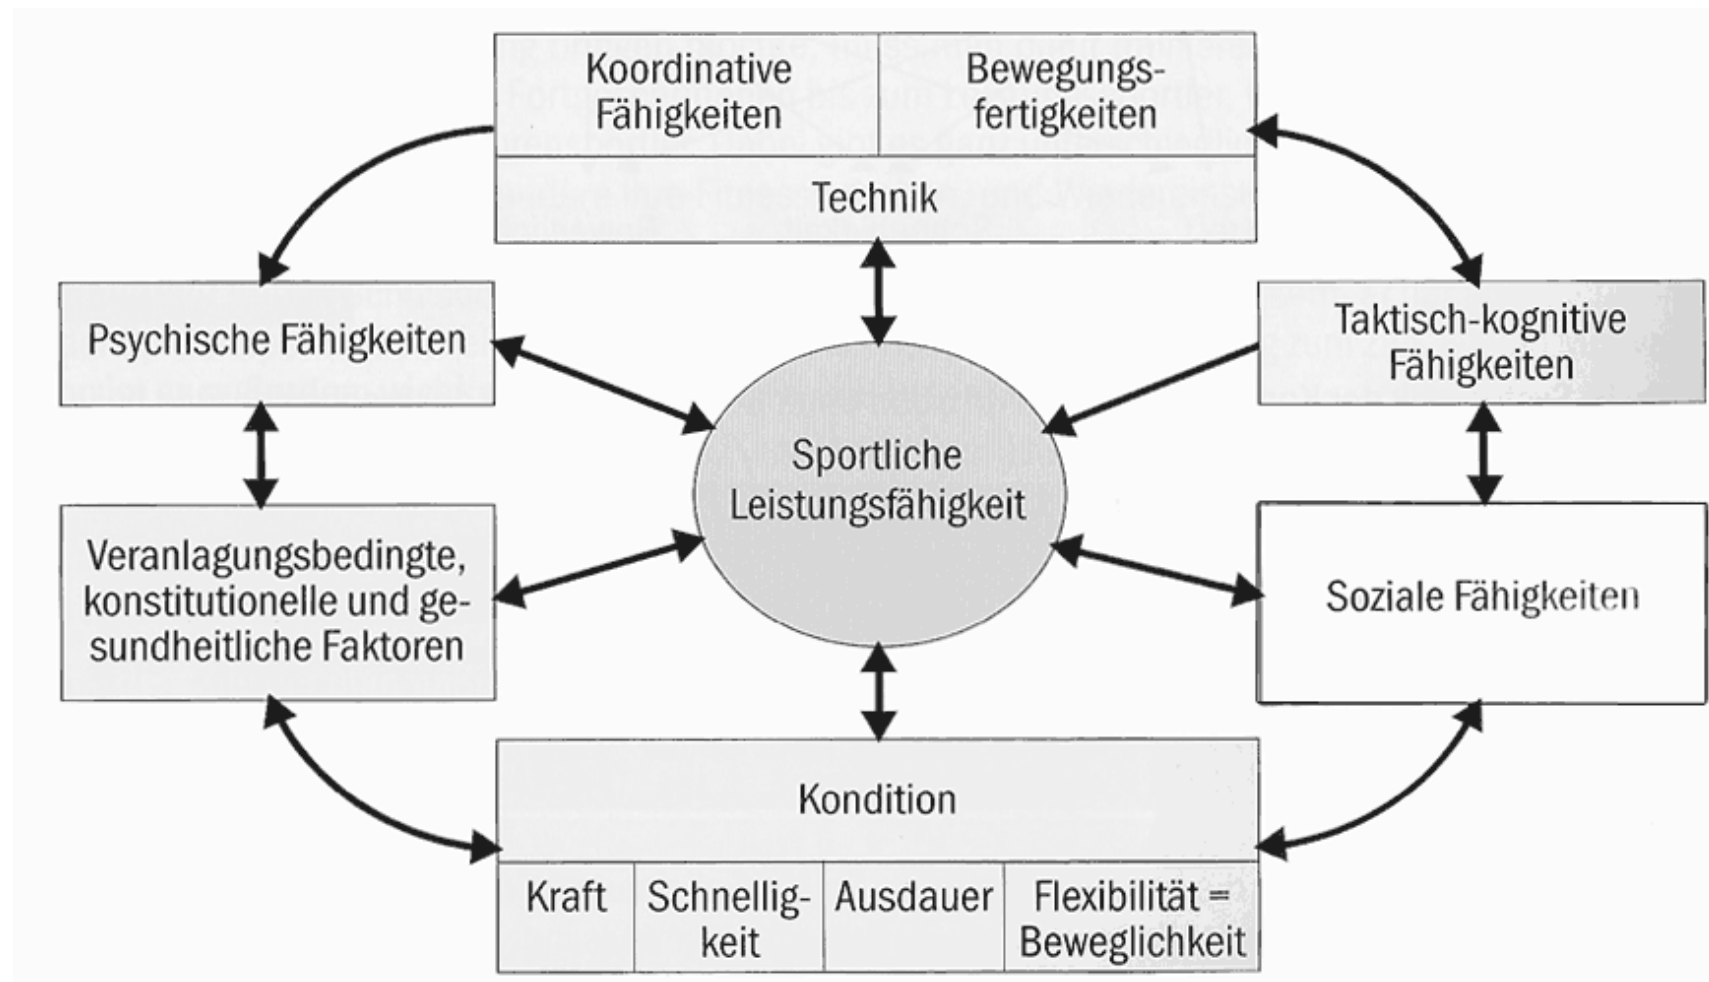 Koordinative
Fähigkeiten
Bewegungs-
fertigkeiten
Technik
Psychische Fähigkeiten
Taktisch-kognitive
Fähigkeiten
Sportliche
Leistungsfähigkeit
Veranlagungsbedingte,
konstitutionelle und ge-
sundheitliche Faktoren
Soziale Fähigkeiten
Kondition
Kraft
Schnellig-
keit
Ausdauer
Flexibilität =
Beweglichkeit